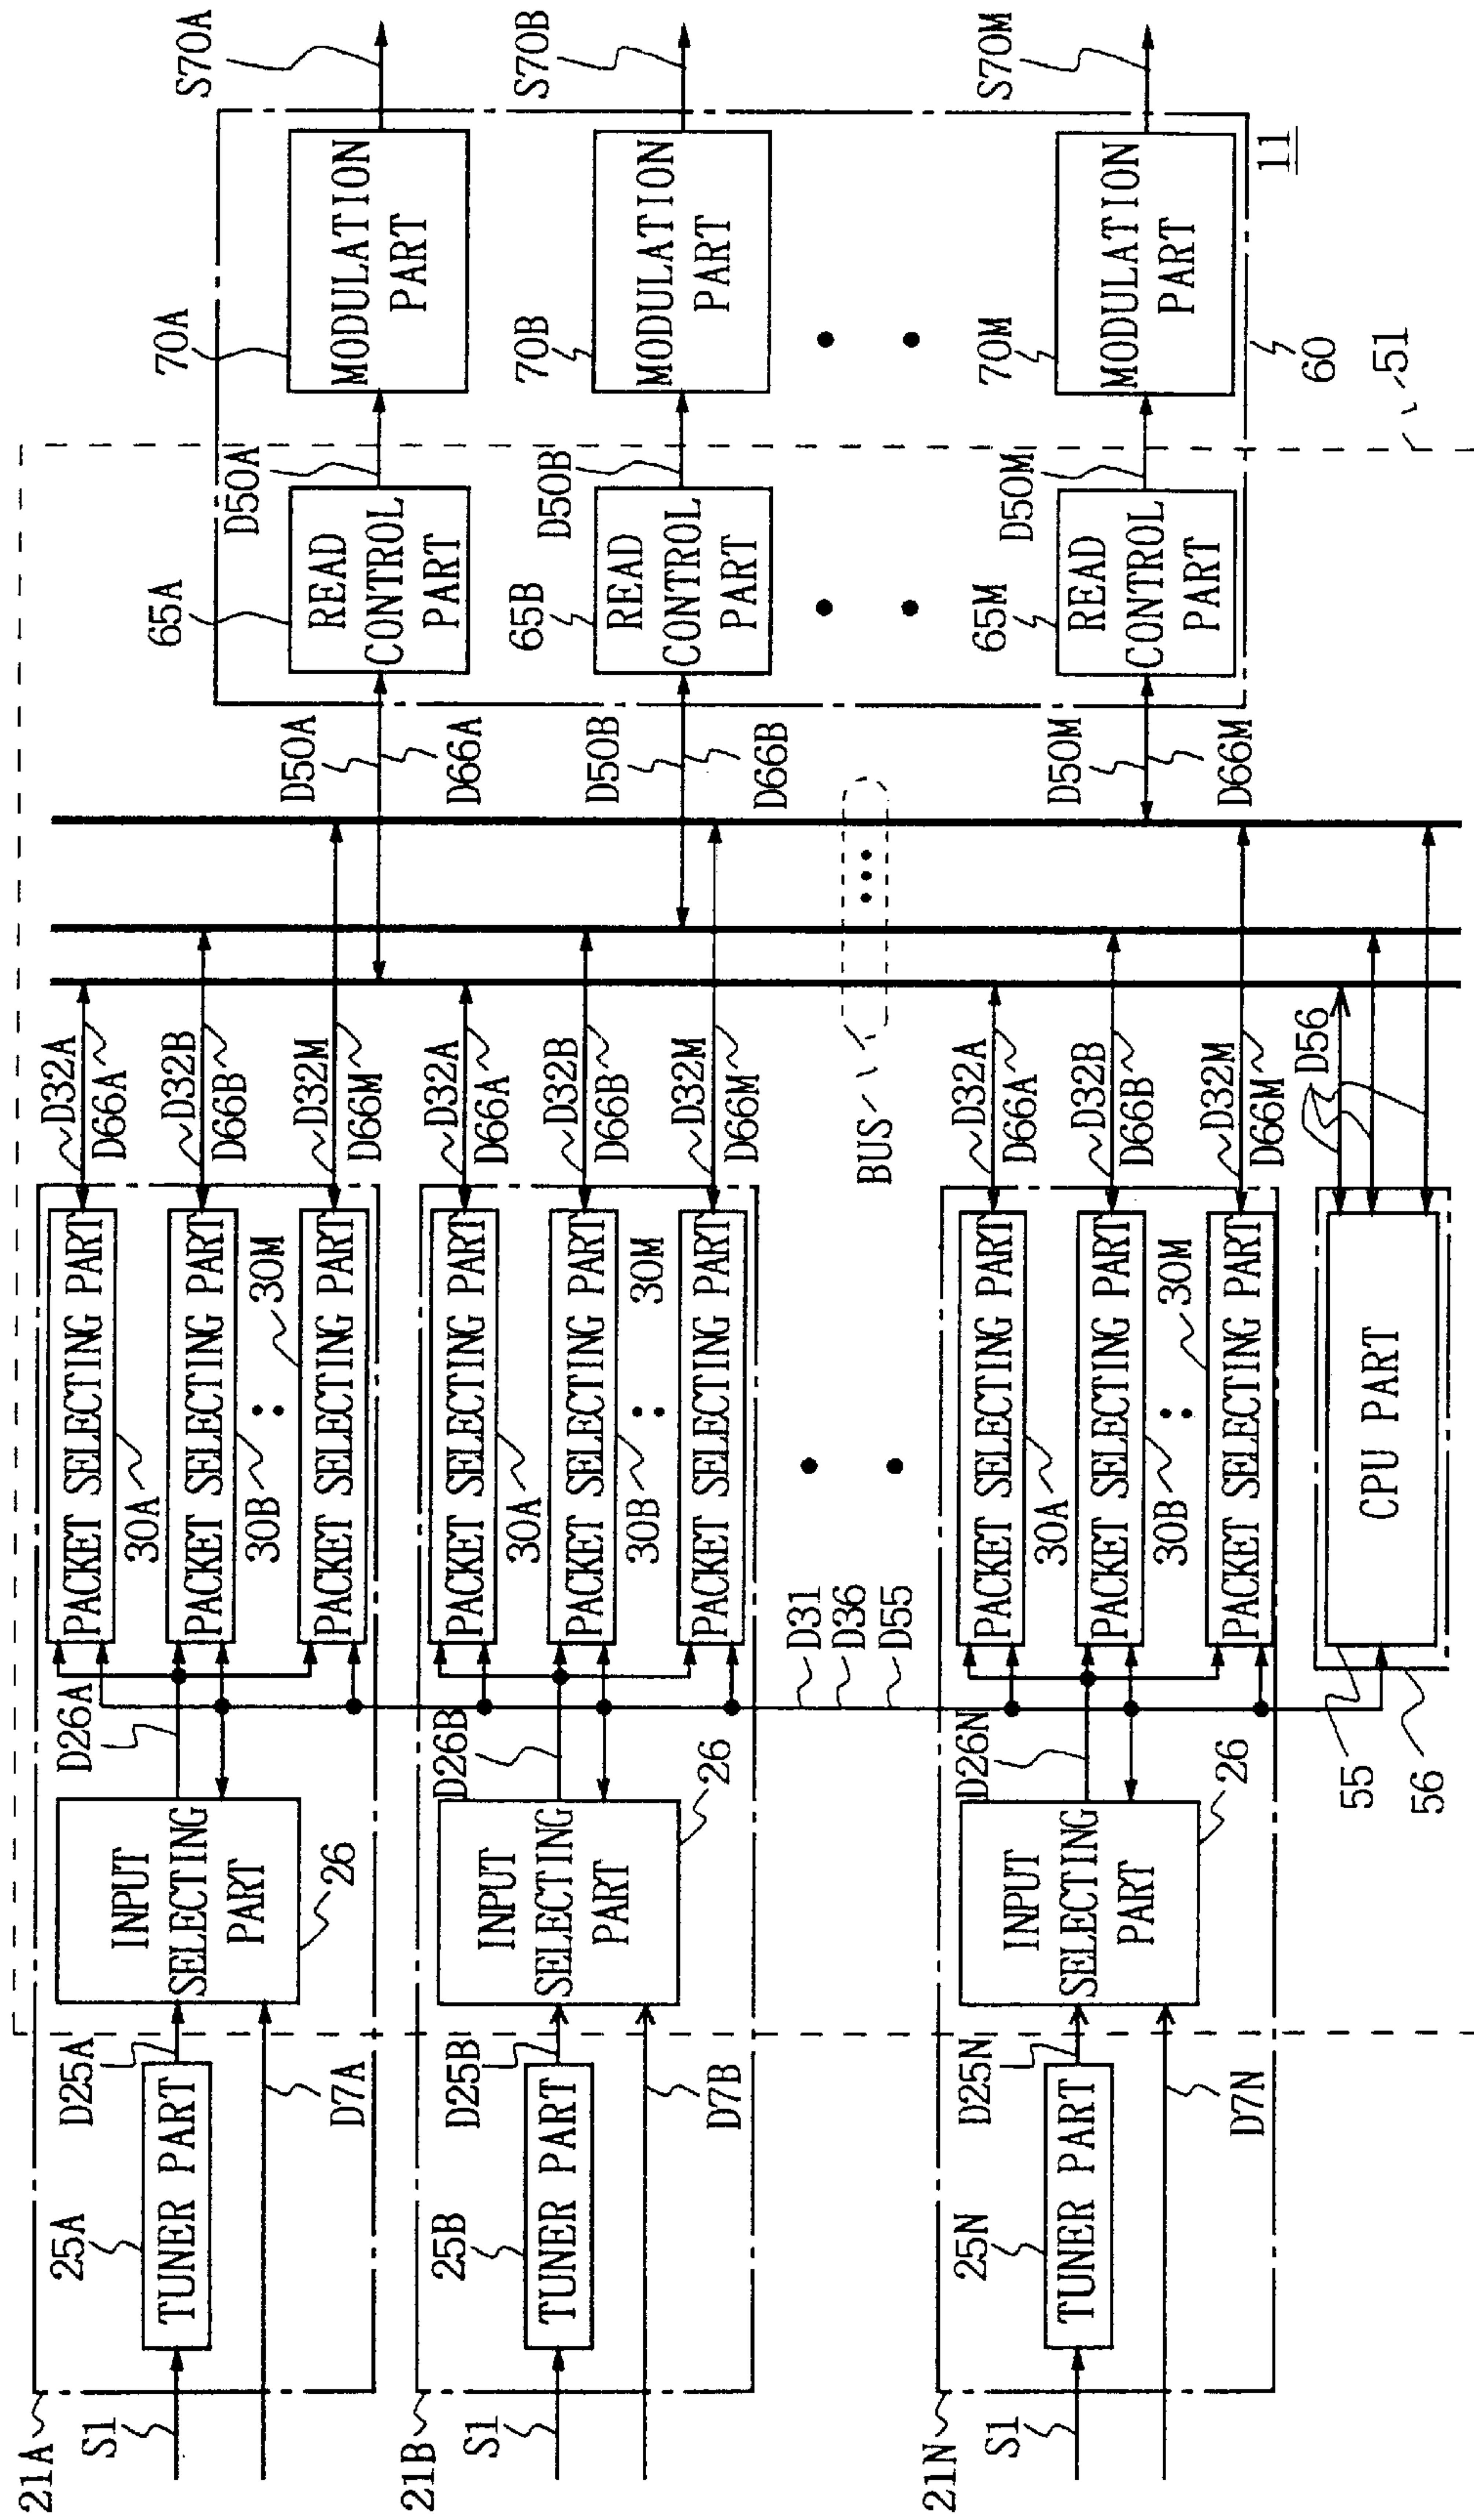 21A
S1
25A
TUNER PART
D25A
D7A
INPUT
SELECTING
PART
26
D26A
PACKET SELECTING PART
30A
PACKET SELECTING PART
30B
30M
PACKET SELECTING PART
D32A
D66A
D32B
D66B
D32M
D66M
21B
S1
25B
TUNER PART
D25B
D7B
INPUT
SELECTING
PART
26
D26B
PACKET SELECTING PART
30A
PACKET SELECTING PART
30B
30M
PACKET SELECTING PART
D32A
D66A
D32B
D66B
D32M
D66M
D31
D36
D55
BUS
21N
S1
25N
TUNER PART
D25N
D7N
INPUT
SELECTING
PART
26
D26N
PACKET SELECTING PART
30A
PACKET SELECTING PART
30B
30M
PACKET SELECTING PART
D32A
D66A
D32B
D66B
D32M
D66M
55
56
CPU PART
D56
D50A
D66A
65A
READ
CONTROL
PART
D50A
70A
MODULATION
PART
S70A
D50B
D66B
65B
READ
CONTROL
PART
D50B
70B
MODULATION
PART
S70B
D50M
D66M
65M
READ
CONTROL
PART
D50M
70M
MODULATION
PART
S70M
60
51
11